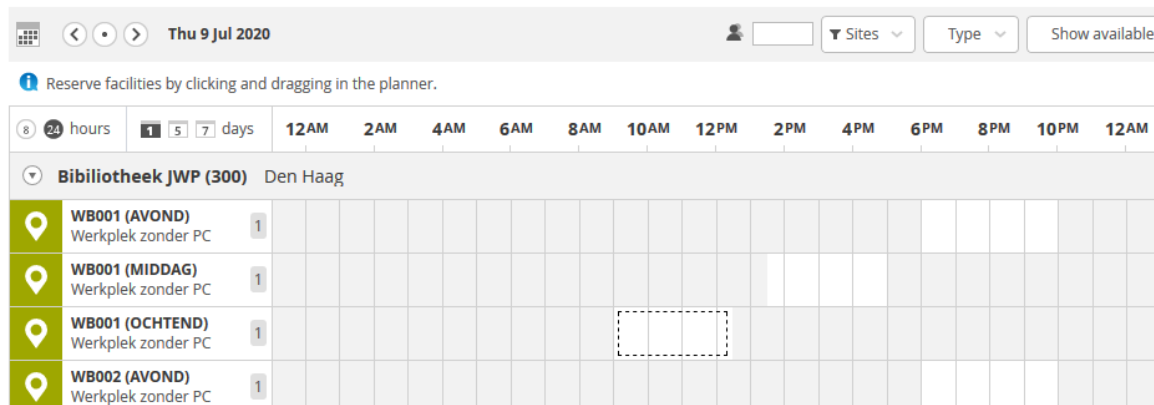 Thu 9 Jul 2020 Sites Type Show available
Reserve facilities by clicking and dragging in the planner.
8 24 hours 1 5 7 days 12AM 2AM 4AM 6AM 8AM 10AM 12PM 2PM 4PM 6PM 8PM 10PM 12AM
Bibiliotheek JWP (300) Den Haag
WB001 (AVOND)
Werkplek zonder PC 1
WB001 (MIDDAG)
Werkplek zonder PC 1
WB001 (OCHTEND)
Werkplek zonder PC 1
WB002 (AVOND)
Werkplek zonder PC 1